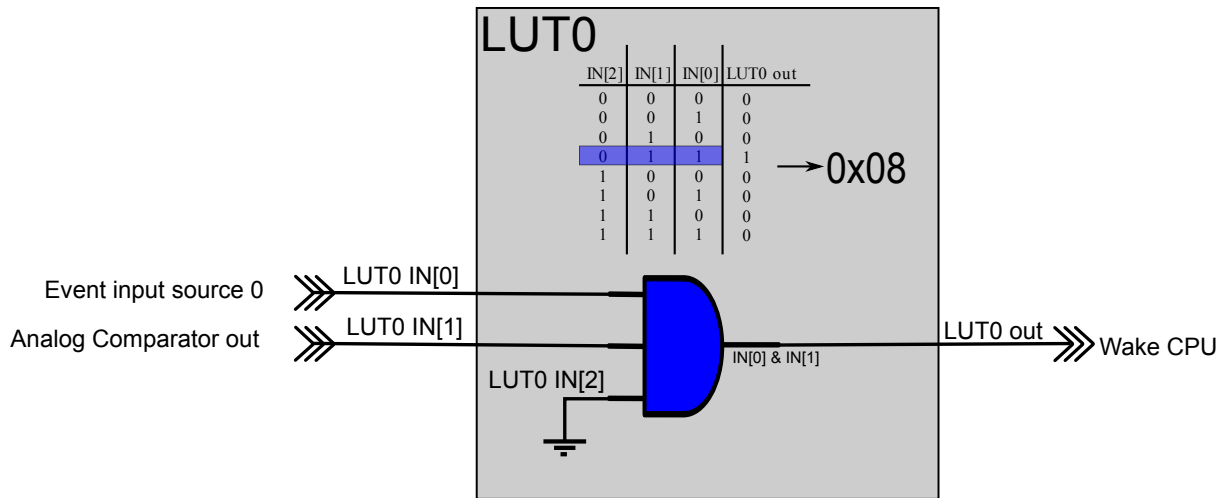 LUT0
IN[2] IN[1] IN[0] LUT0 out
0 0 0 0
0 0 1 0
0 1 0 0
0 1 1 1
1 0 0 0
1 0 1 0
1 1 0 0
1 1 1 0
0x08
Event input source 0
LUT0 IN[0]
Analog Comparator out
LUT0 IN[1]
LUT0 IN[2]
IN[0] & IN[1]
LUT0 out
Wake CPU